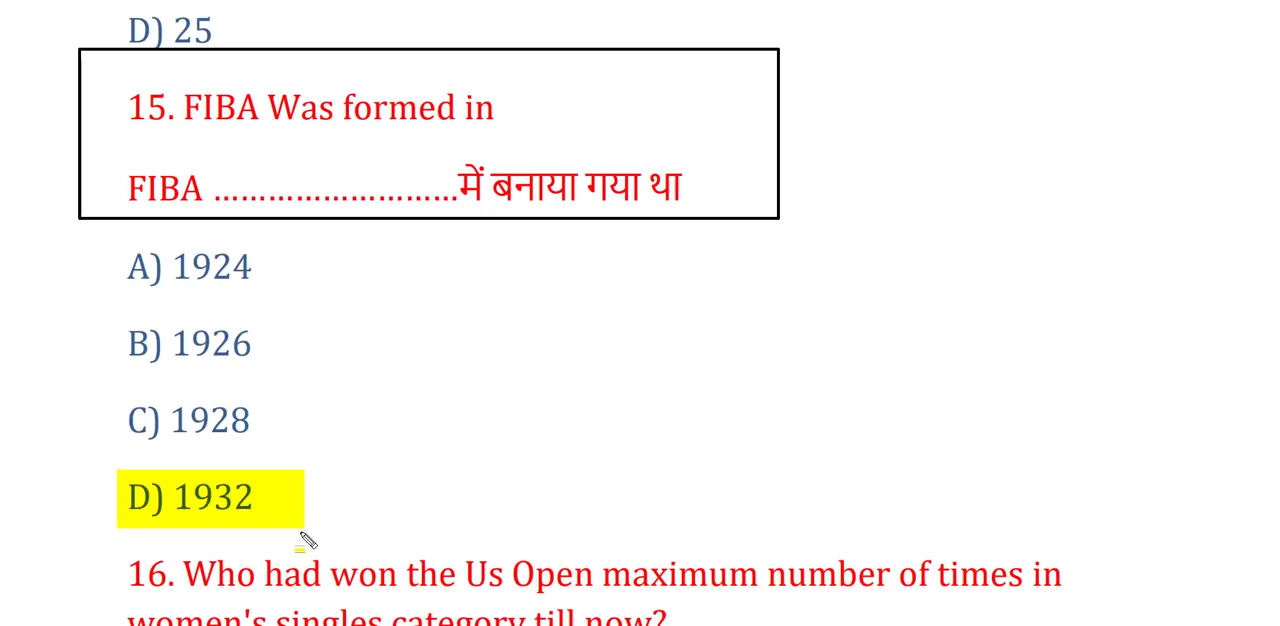 D) 25
15. FIBA Was formed in
FIBA ...........................में बनाया गया था
A) 1924
B) 1926
C) 1928
D) 1932
16. Who had won the Us Open maximum number of times in
women's singles category till now?